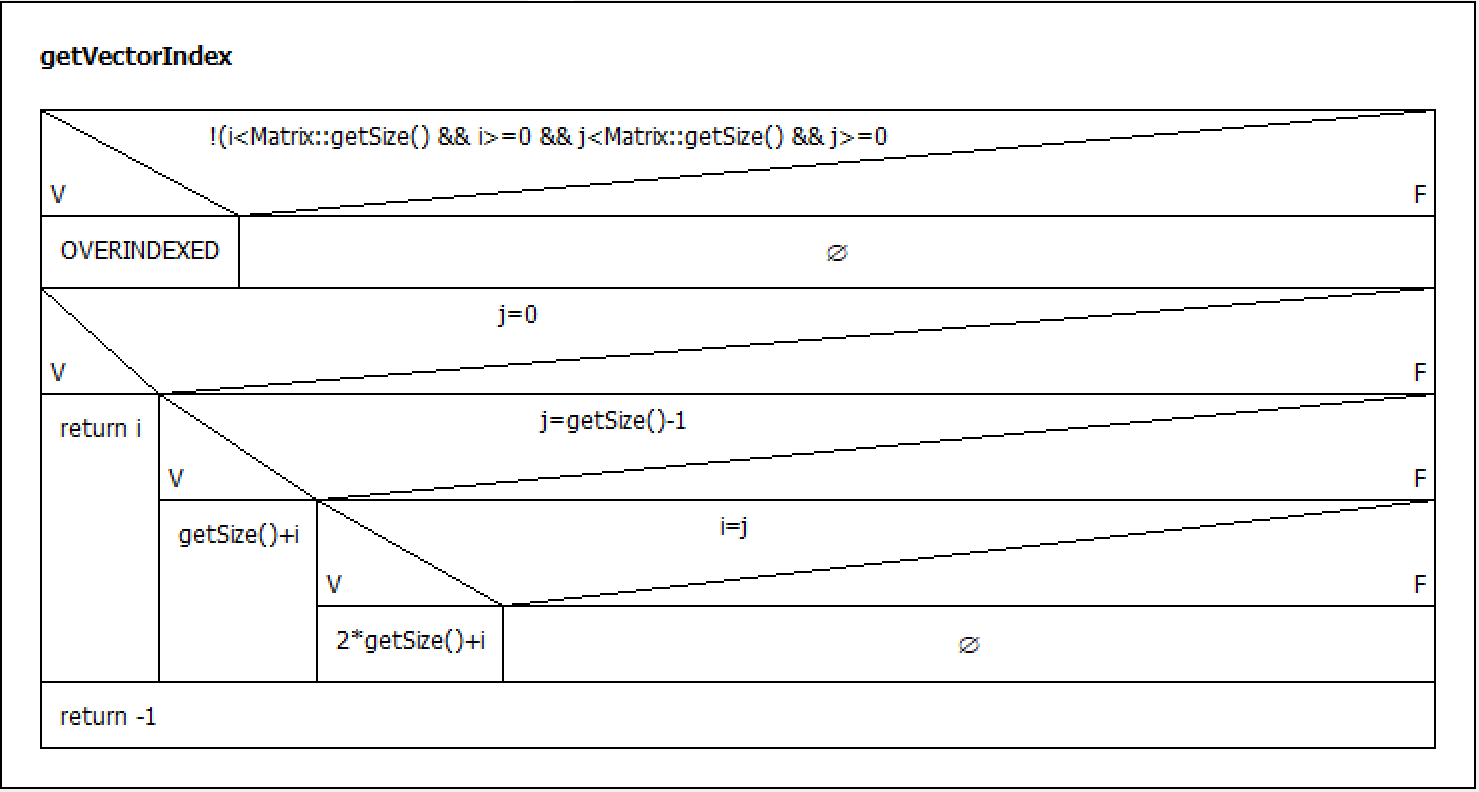 getVectorIndex
!(i<Matrix::getSize() && i>=0 && j<Matrix::getSize() && j>=0
V
F
OVERINDEXED
∅
j=0
V
F
return i
j=getSize()-1
V
F
getSize()+i
i=j
V
F
2*getSize()+i
∅
return -1